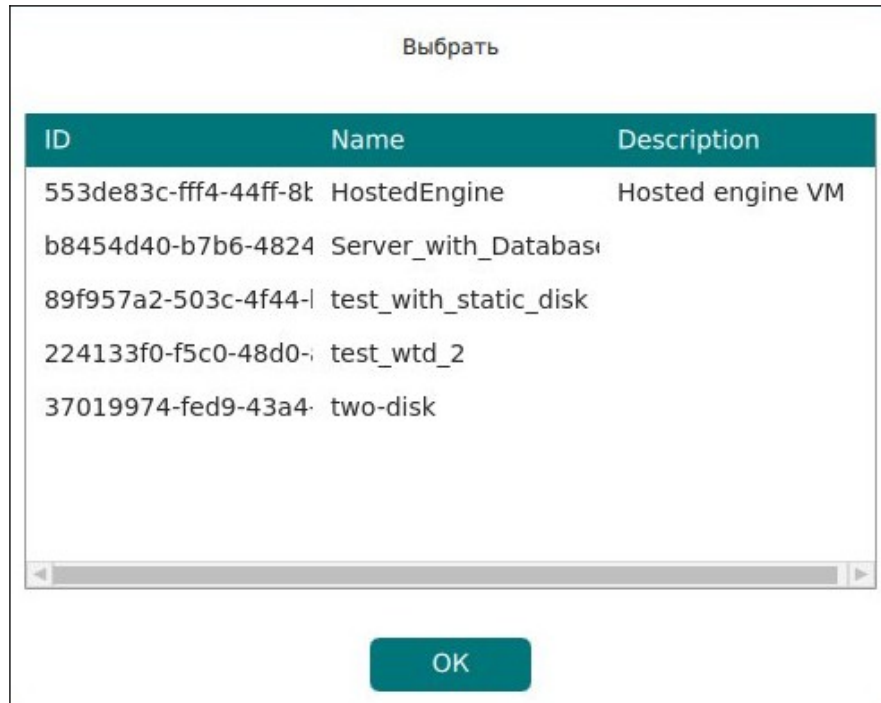 Выбрать
ID Name Description
553de83c-fff4-44ff-8b HostedEngine Hosted engine VM
b8454d40-b7b6-4824 Server_with_Databas
89f957a2-503c-4f44- test_with_static_disk
224133f0-f5c0-48d0- test_wtd_2
37019974-fed9-43a4- two-disk
OK